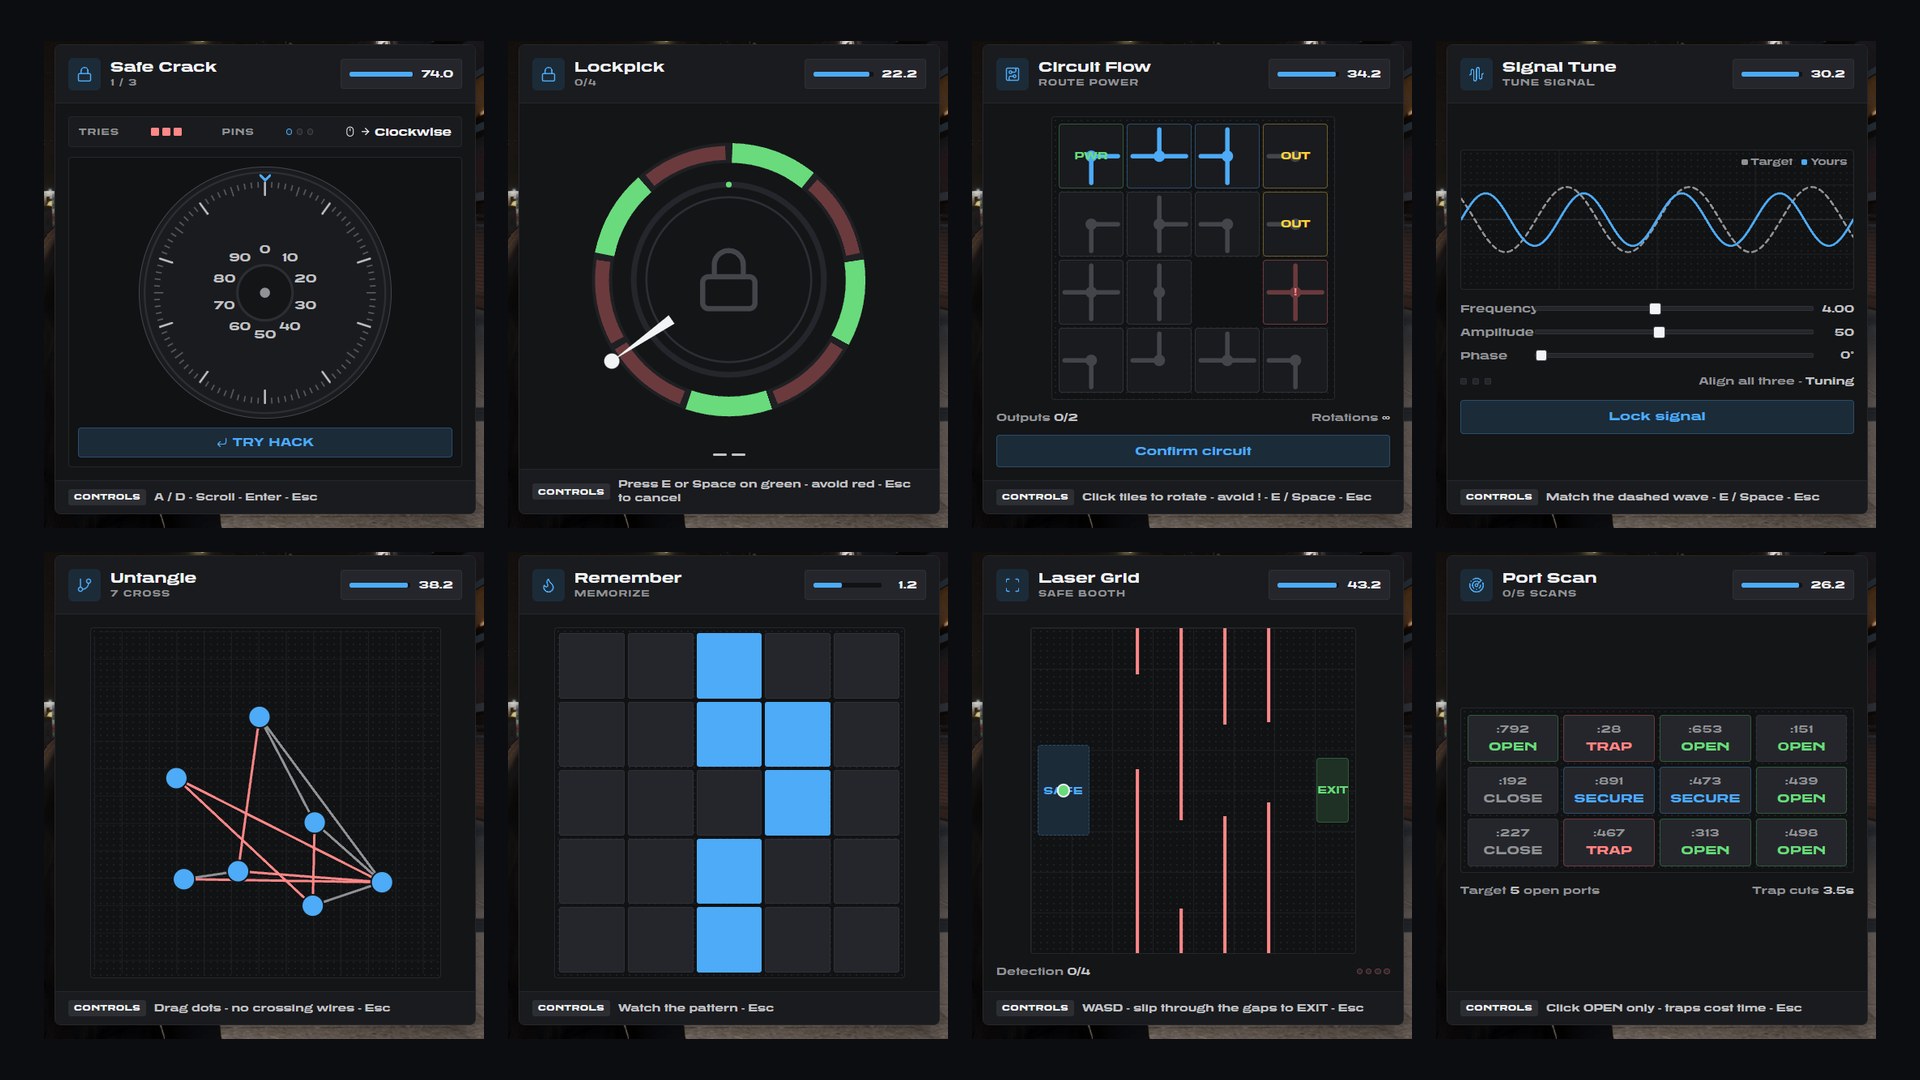 Safe Crack
1 / 3
74.0
TRIES
PINS
→ Clockwise
0
10
20
30
40
50
60
70
80
90
↵ TRY HACK
CONTROLS A / D - Scroll - Enter - Esc
Lockpick
0/4
22.2
CONTROLS Press E or Space on green - avoid red - Esc
to cancel
Circuit Flow
ROUTE POWER
34.2
PWR
OUT
OUT
!
Outputs 0/2
Rotations ∞
Confirm circuit
CONTROLS Click tiles to rotate - avoid ! - E / Space - Esc
Signal Tune
TUNE SIGNAL
30.2
Target Yours
Frequency 4.00
Amplitude 50
Phase 0°
Align all three - Tuning
Lock signal
CONTROLS Match the dashed wave - E / Space - Esc
Untangle
7 CROSS
38.2
CONTROLS Drag dots - no crossing wires - Esc
Remember
MEMORIZE
1.2
CONTROLS Watch the pattern - Esc
Laser Grid
SAFE BOOTH
43.2
SAFE
EXIT
Detection 0/4
CONTROLS WASD - slip through the gaps to EXIT - Esc
Port Scan
0/5 SCANS
26.2
:792 :28 :653 :151
OPEN TRAP OPEN OPEN
:192 :891 :473 :439
CLOSE SECURE SECURE OPEN
:227 :467 :313 :498
CLOSE TRAP OPEN OPEN
Target 5 open ports
Trap cuts 3.5s
CONTROLS Click OPEN only - traps cost time - Esc